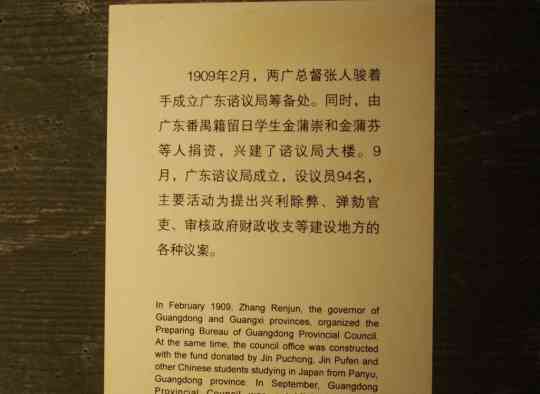 1909年2月，两广总督张人骏着
手成立广东谘议局筹备处。同时，由
广东番禺籍留日学生金蒲崇和金蒲芬
等人捐资，兴建了谘议局大楼。9
月，广东谘议局成立，设议员94名，
主要活动为提出兴利除弊、弹劾官
吏、审核政府财政收支等建设地方的
各种议案。
In February 1909, Zhang Renjun, the governor of
Guangdong and Guangxi provinces, organized the
Preparing Bureau of Guangdong Provincial Council.
At the same time, the council office was constructed
with the fund donated by Jin Puchong, Jin Pufen and
other Chinese students studying in Japan from Panyu,
Guangdong province. In September, Guangdong
Provincial Council